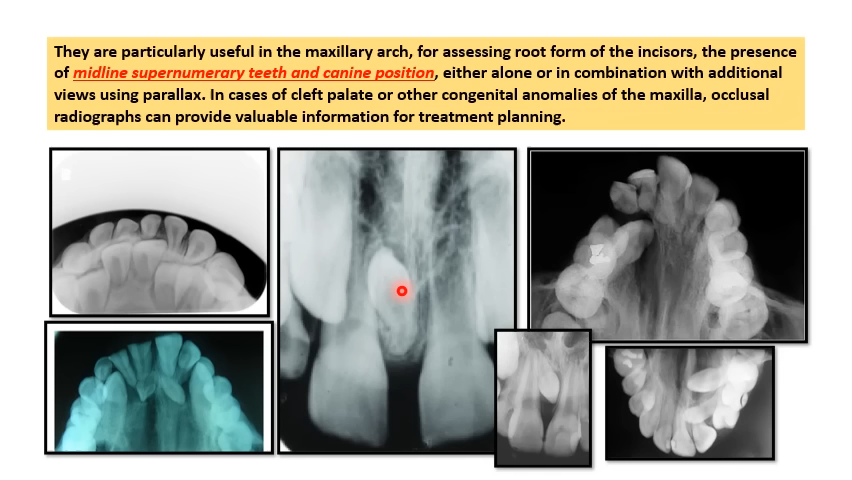 They are particularly useful in the maxillary arch, for assessing root form of the incisors, the presence
of midline supernumerary teeth and canine position, either alone or in combination with additional
views using parallax. In cases of cleft palate or other congenital anomalies of the maxilla, occlusal
radiographs can provide valuable information for treatment planning.